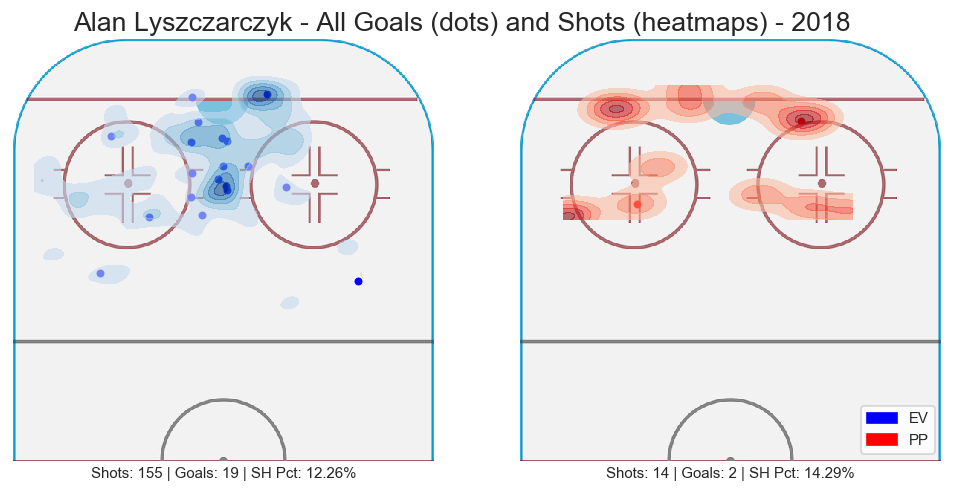 Alan Lyszczarczyk - All Goals (dots) and Shots (heatmaps) - 2018
EV
PP
Shots: 155 | Goals: 19 | SH Pct: 12.26%
Shots: 14 | Goals: 2 | SH Pct: 14.29%